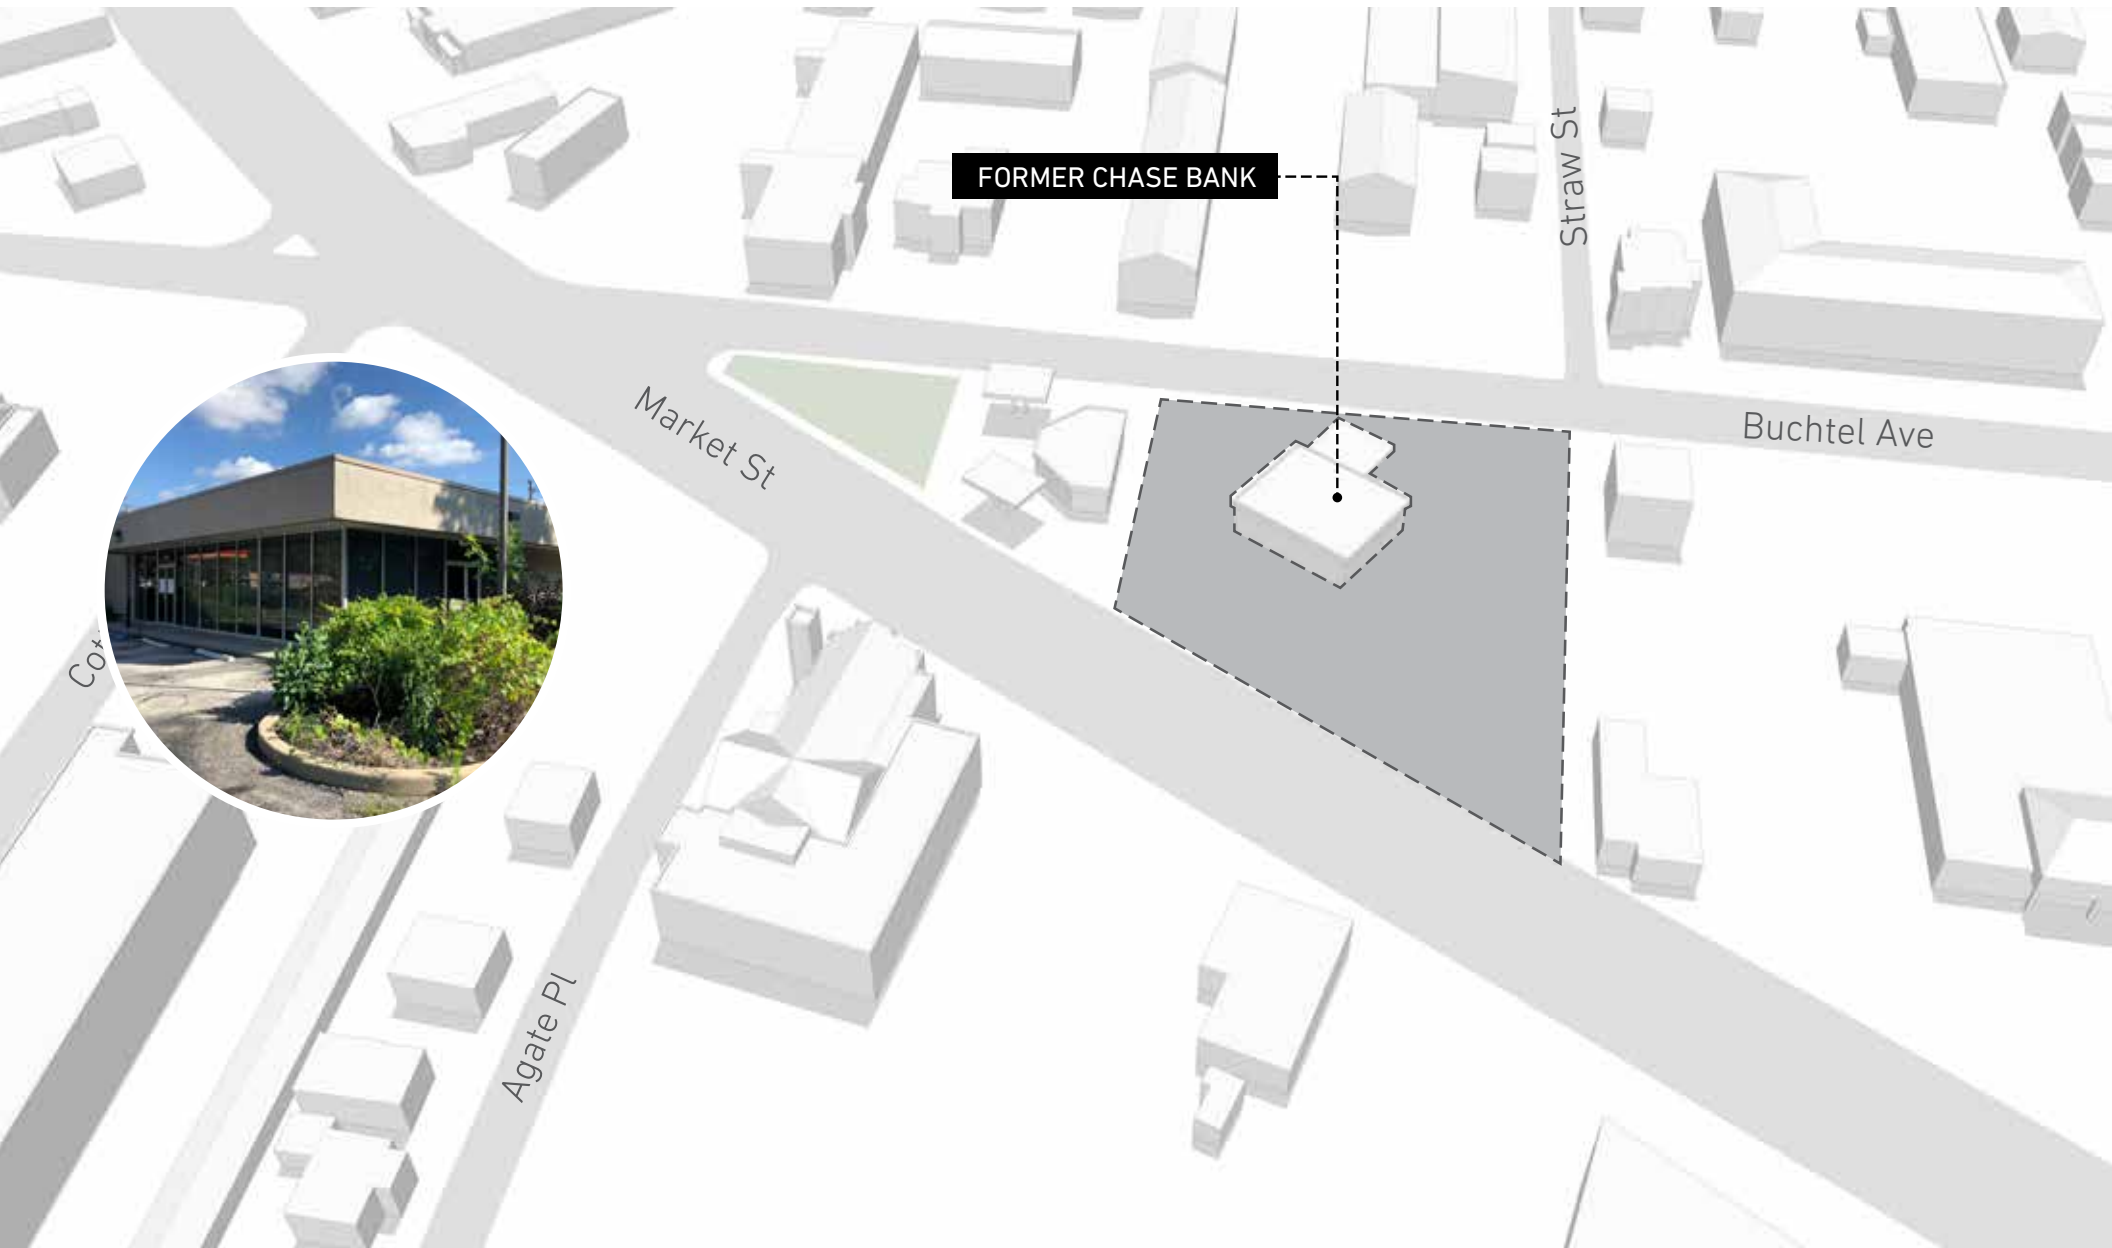 FORMER CHASE BANK
Straw St
Market St
Buchtel Ave
Agate Pl